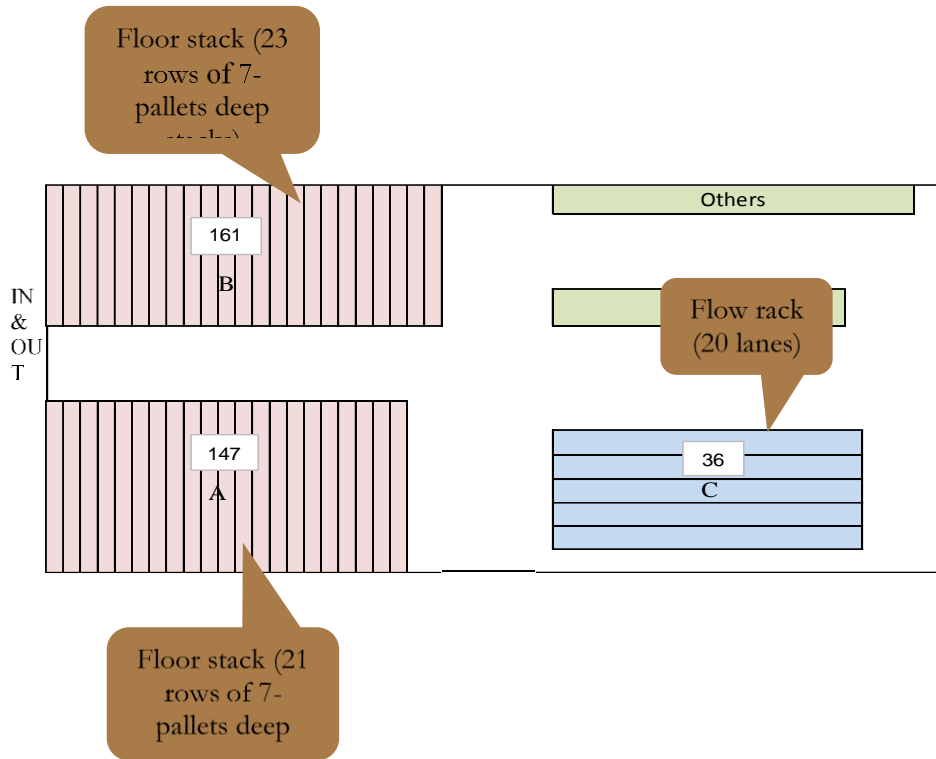 Floor stack (23
rows of 7-
pallets deep
stacks)
Others
161
B
IN
&
OU
T
Flow rack
(20 lanes)
147
A
36
C
Floor stack (21
rows of 7-
pallets deep